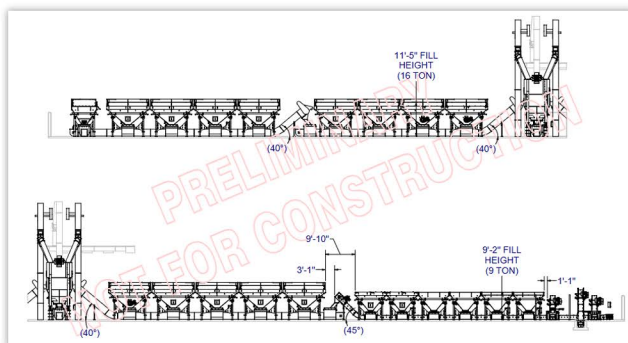 11'-5" FILL
HEIGHT
(16 TON)
(40°)
(40°)
PRELIMINARY
NOT FOR CONSTRUCTION
9'-10"
3'-1"
9'-2" FILL
HEIGHT
(9 TON)
1'-1"
(40°)
(45°)